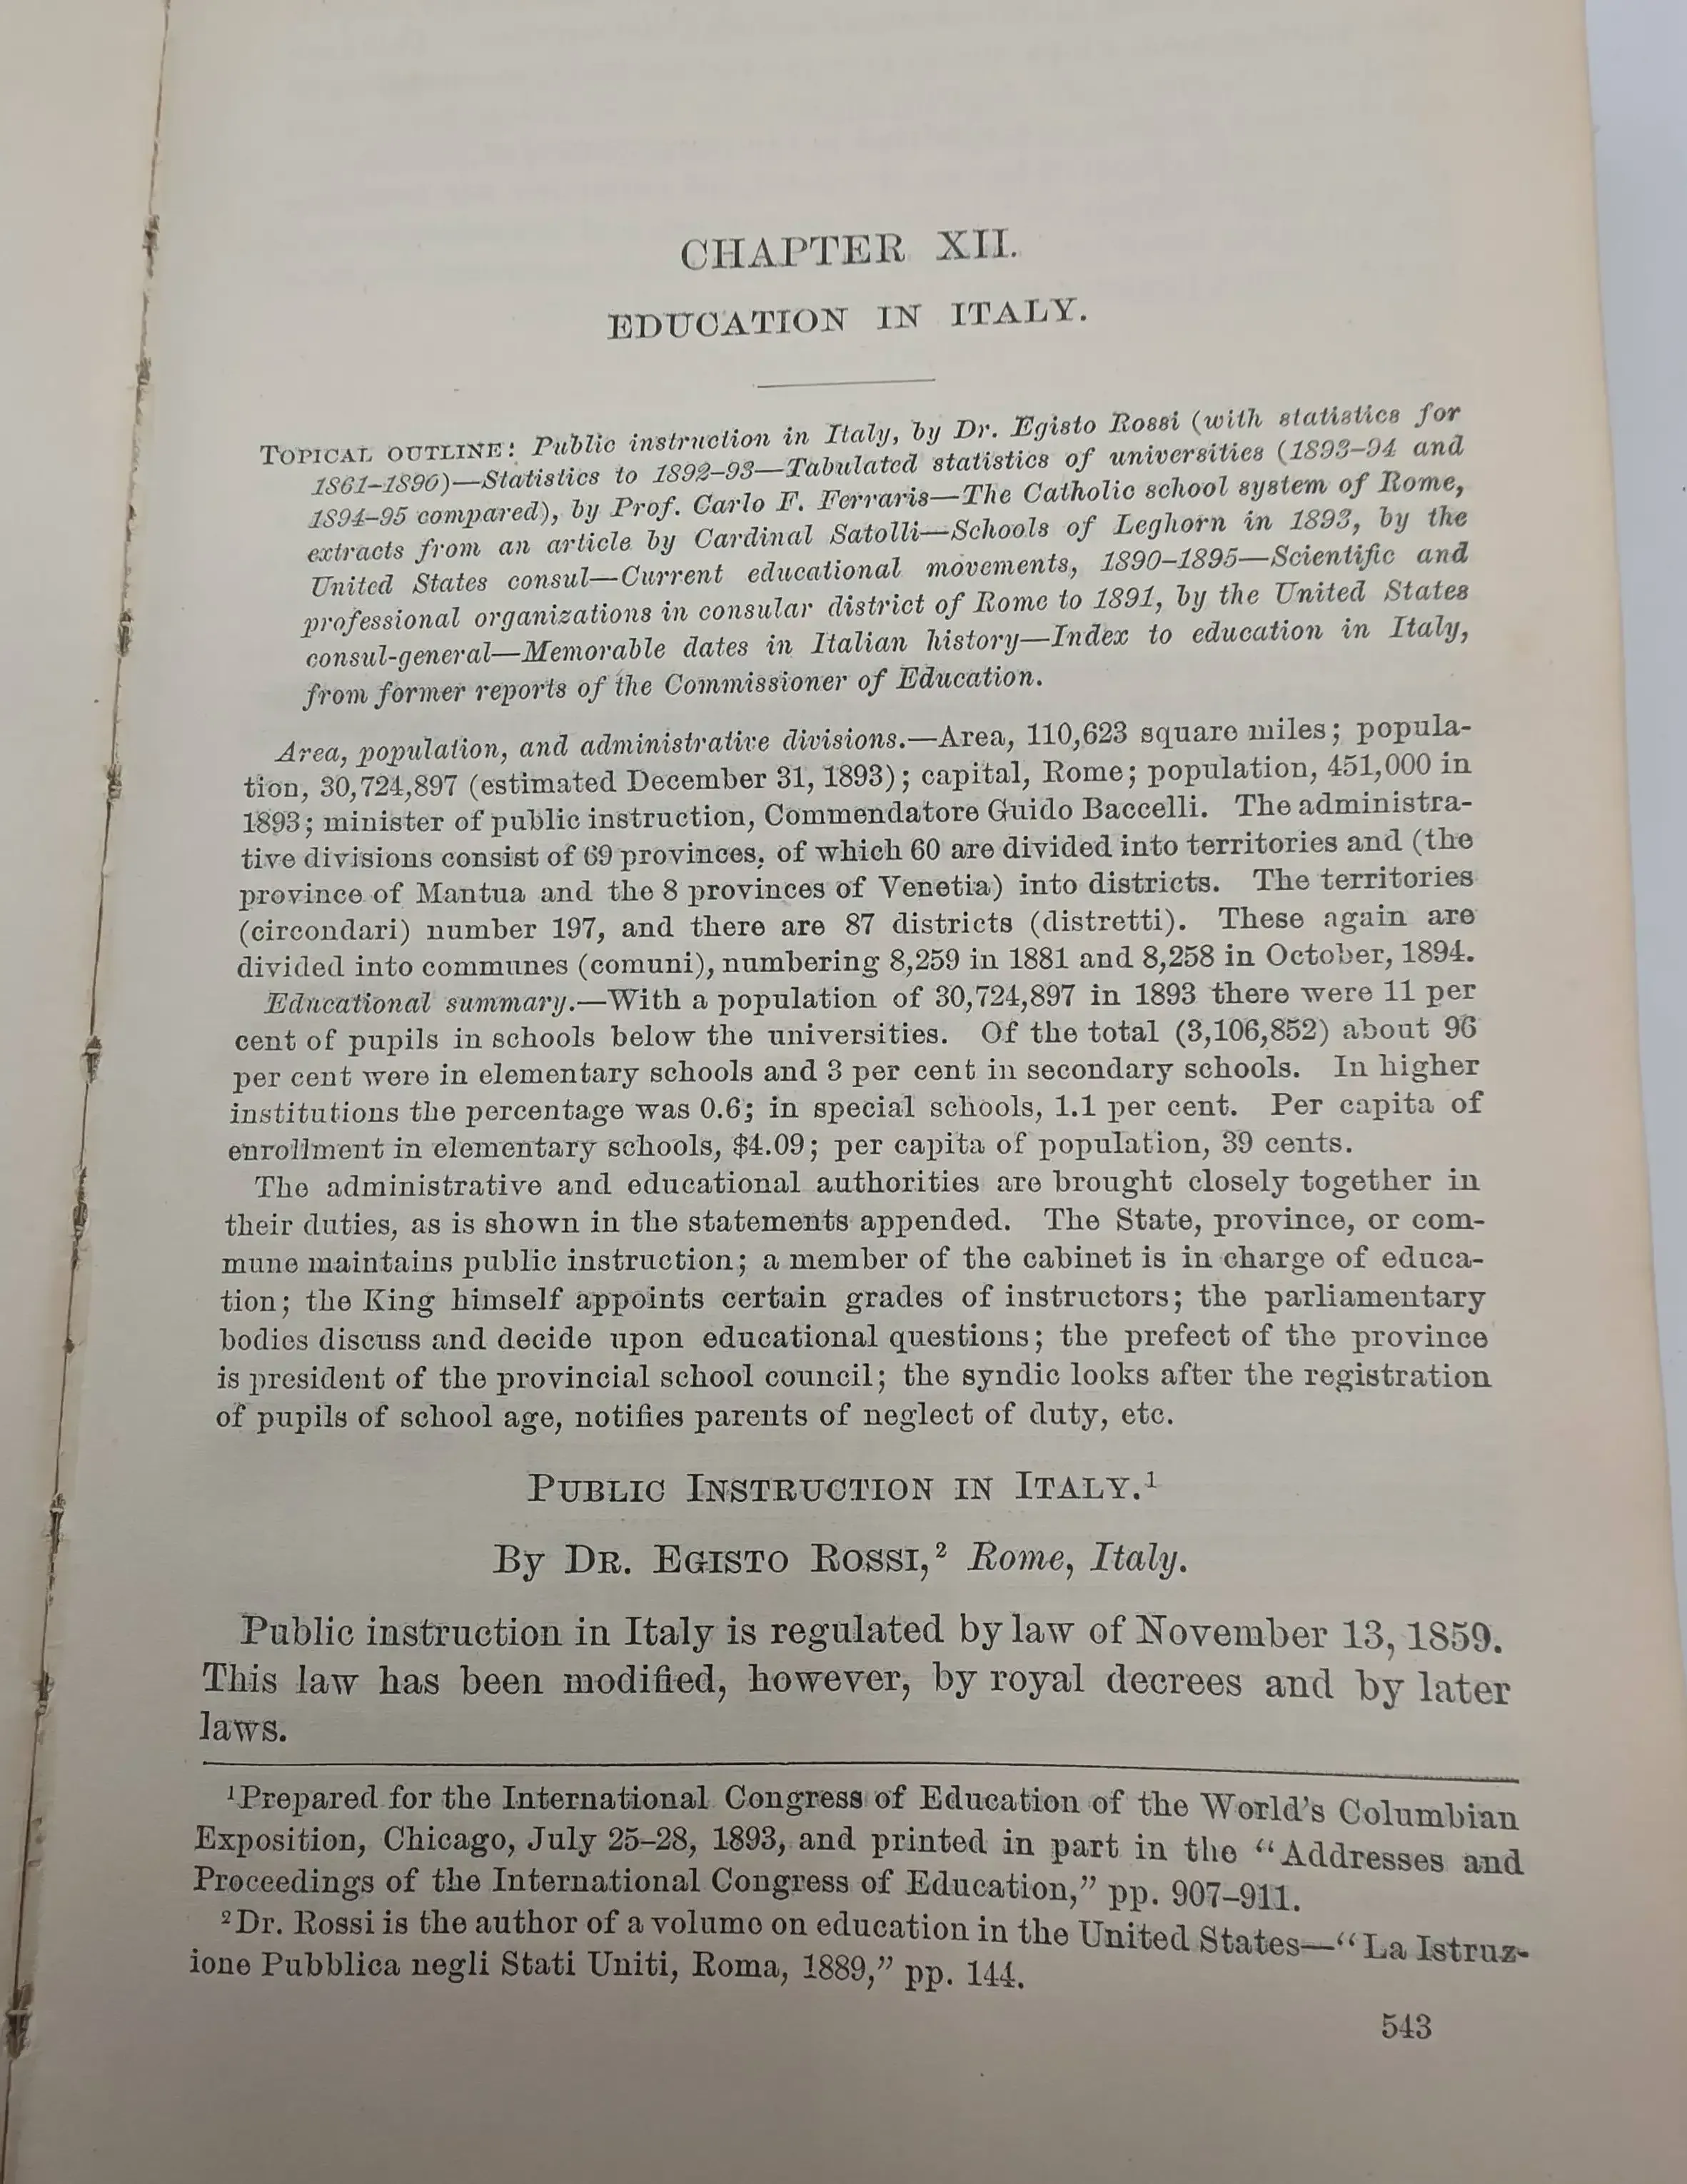 CHAPTER XII.
EDUCATION IN ITALY.
TOPICAL OUTLINE: Public instruction in Italy, by Dr. Egisto Rossi (with statistics for
1861–1890)—Statistics to 1892–93—Tabulated statistics of universities (1893–94 and
1894–95 compared), by Prof. Carlo F. Ferraris—The Catholic school system of Rome,
extracts from an article by Cardinal Satolli—Schools of Leghorn in 1893, by the
United States consul—Current educational movements, 1890–1895—Scientific and
professional organizations in consular district of Rome to 1891, by the United States
consul-general—Memorable dates in Italian history—Index to education in Italy,
from former reports of the Commissioner of Education.
Area, population, and administrative divisions.—Area, 110,623 square miles; popula-
tion, 30,724,897 (estimated December 31, 1893); capital, Rome; population, 451,000 in
1893; minister of public instruction, Commendatore Guido Baccelli. The administra-
tive divisions consist of 69 provinces, of which 60 are divided into territories and (the
province of Mantua and the 8 provinces of Venetia) into districts. The territories
(circondari) number 197, and there are 87 districts (distretti). These again are
divided into communes (comuni), numbering 8,259 in 1881 and 8,258 in October, 1894.
Educational summary.—With a population of 30,724,897 in 1893 there were 11 per
cent of pupils in schools below the universities. Of the total (3,106,852) about 96
per cent were in elementary schools and 3 per cent in secondary schools. In higher
institutions the percentage was 0.6; in special schools, 1.1 per cent. Per capita of
enrollment in elementary schools, $4.09; per capita of population, 39 cents.
The administrative and educational authorities are brought closely together in
their duties, as is shown in the statements appended. The State, province, or com-
mune maintains public instruction; a member of the cabinet is in charge of educa-
tion; the King himself appoints certain grades of instructors; the parliamentary
bodies discuss and decide upon educational questions; the prefect of the province
is president of the provincial school council; the syndic looks after the registration
of pupils of school age, notifies parents of neglect of duty, etc.
PUBLIC INSTRUCTION IN ITALY.¹
By DR. EGISTO ROSSI,² Rome, Italy.
Public instruction in Italy is regulated by law of November 13, 1859.
This law has been modified, however, by royal decrees and by later
laws.
¹Prepared for the International Congress of Education of the World's Columbian
Exposition, Chicago, July 25–28, 1893, and printed in part in the "Addresses and
Proceedings of the International Congress of Education," pp. 907–911.
²Dr. Rossi is the author of a volume on education in the United States—"La Istruz-
ione Pubblica negli Stati Uniti, Roma, 1889," pp. 144.
543